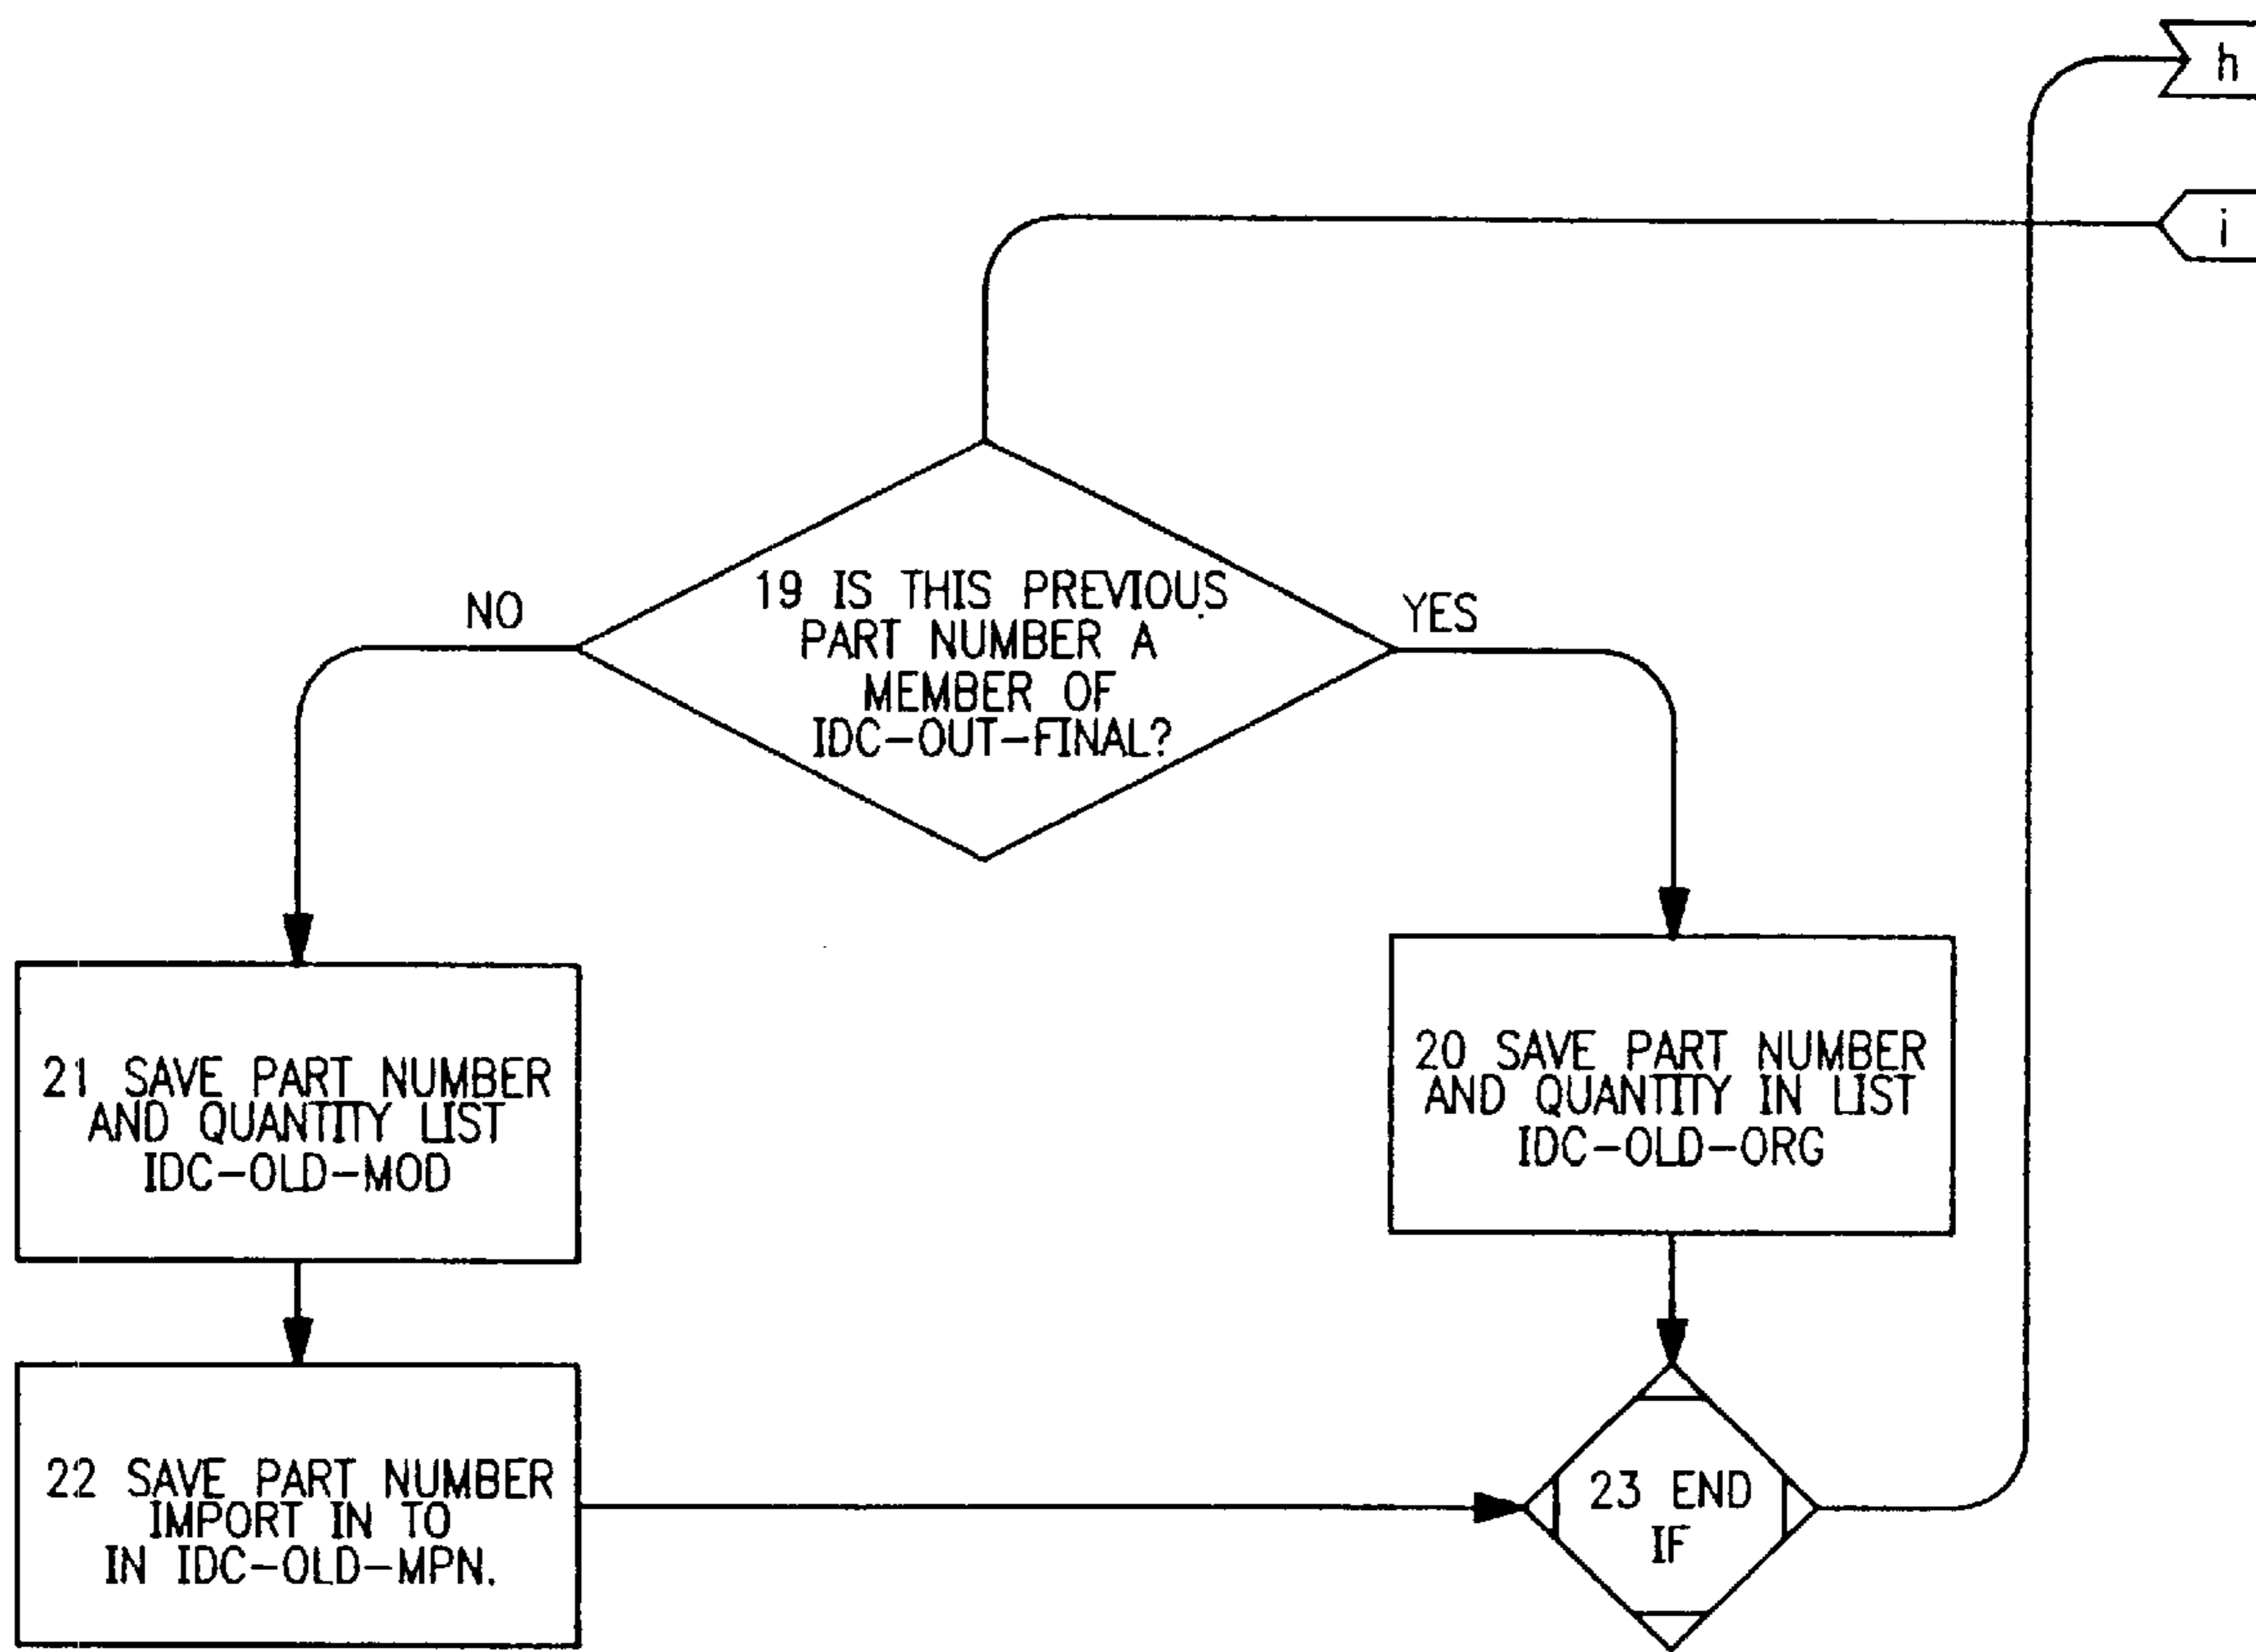 h
i
19 IS THIS PREVIOUS
PART NUMBER A
MEMBER OF
IDC-OUT-FINAL?
NO
YES
21 SAVE PART NUMBER
AND QUANTITY LIST
IDC-OLD-MOD
20 SAVE PART NUMBER
AND QUANTITY IN LIST
IDC-OLD-ORG
22 SAVE PART NUMBER
IMPORT IN TO
IN IDC-OLD-MPN.
23 END
IF